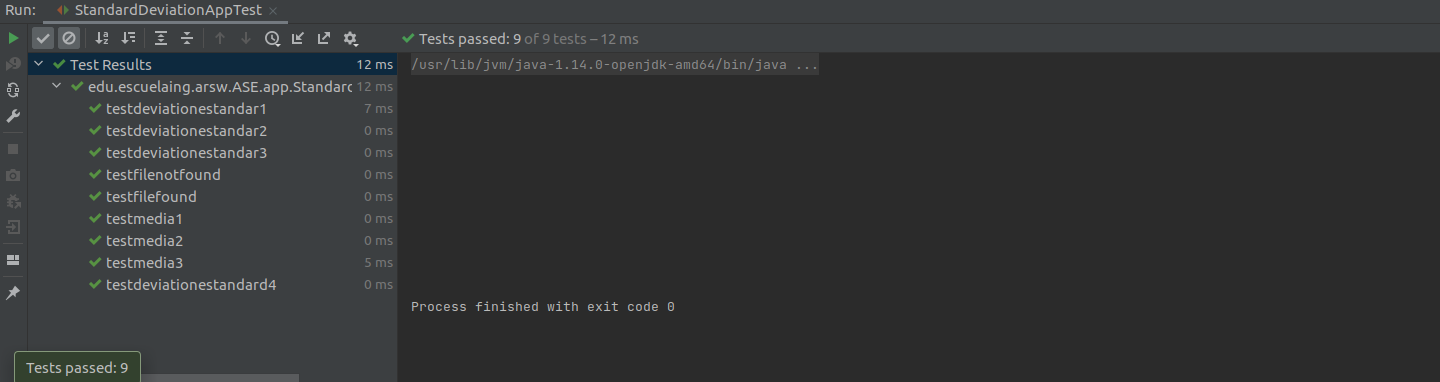 Run: StandardDeviationAppTest
Tests passed: 9 of 9 tests – 12 ms
Test Results 12 ms
edu.escuelaing.arsw.ASE.app.Standard 12 ms
testdeviationestandar1 7 ms
testdeviationestandar2 0 ms
testdeviationestandar3 0 ms
testfilenotfound 0 ms
testfilefound 0 ms
testmedia1 0 ms
testmedia2 0 ms
testmedia3 5 ms
testdeviationestandard4 0 ms
/usr/lib/jvm/java-1.14.0-openjdk-amd64/bin/java ...
Process finished with exit code 0
Tests passed: 9